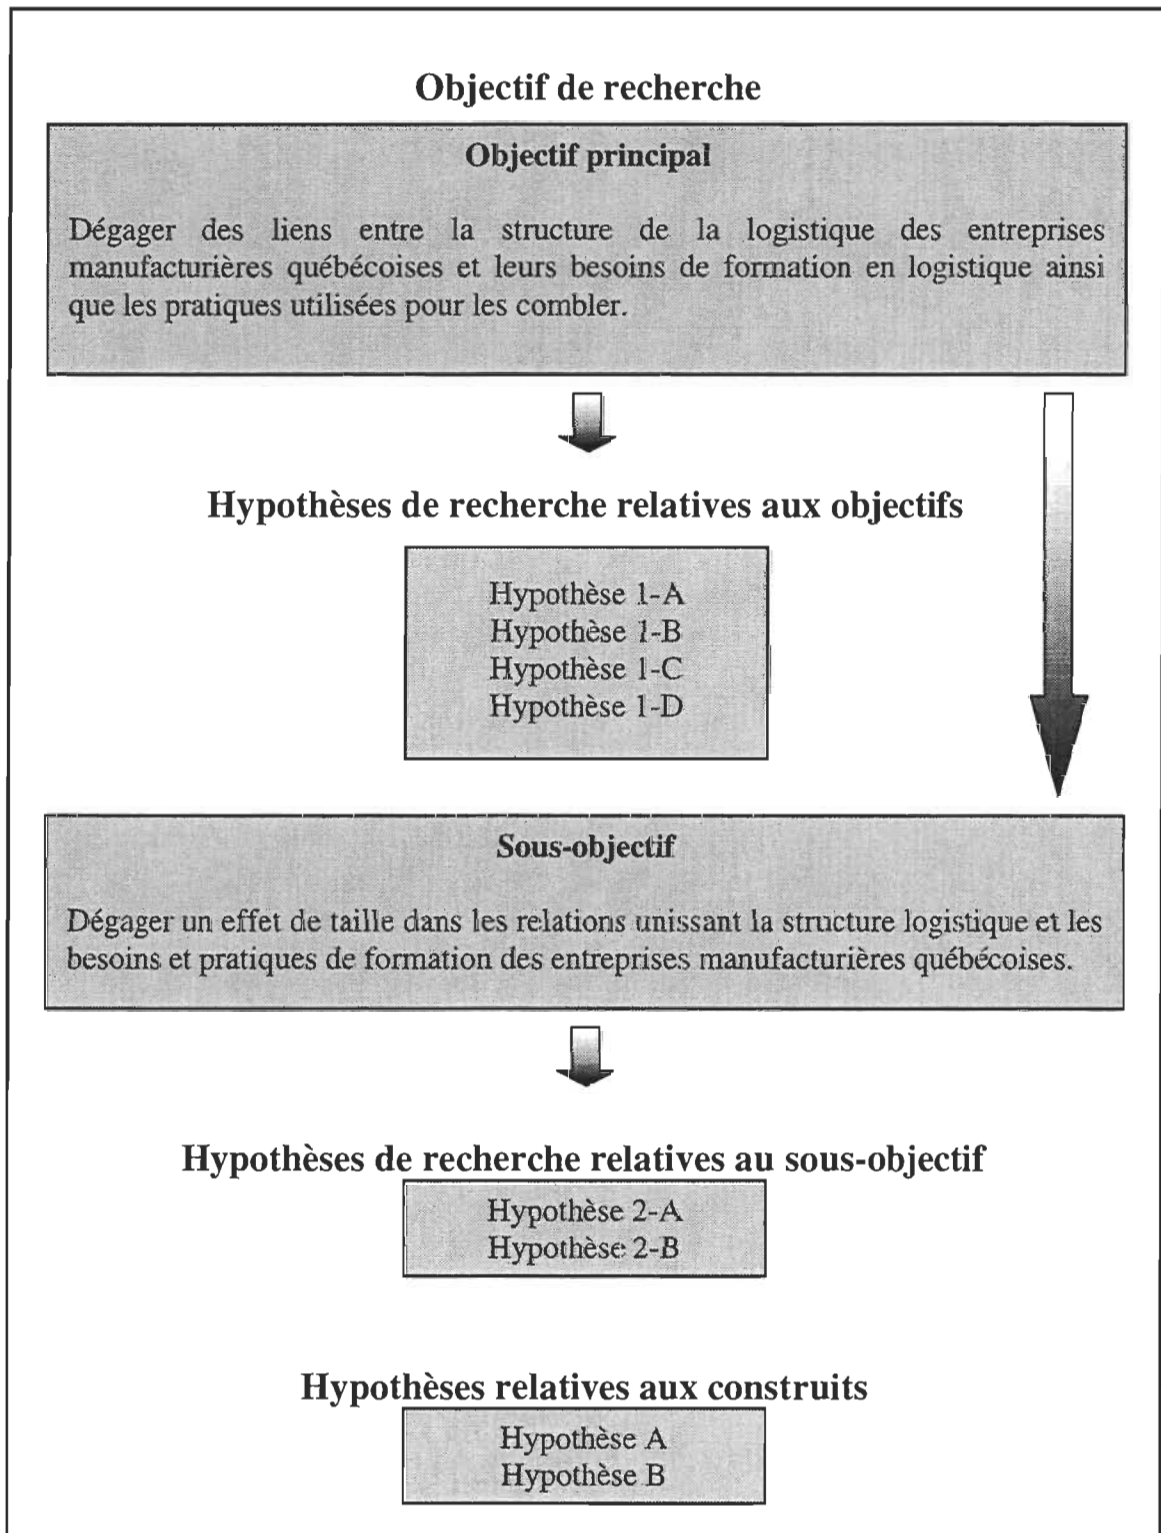 Objectif de recherche
Objectif principal
Dégager des liens entre la structure de la logistique des entreprises
manufacturières québécoises et leurs besoins de formation en logistique ainsi
que les pratiques utilisées pour les combler.
Hypothèses de recherche relatives aux objectifs
Hypothèse 1-A
Hypothèse 1-B
Hypothèse 1-C
Hypothèse 1-D
Sous-objectif
Dégager un effet de taille dans les relations unissant la structure logistique et les
besoins et pratiques de formation des entreprises manufacturières québécoises.
Hypothèses de recherche relatives au sous-objectif
Hypothèse 2-A
Hypothèse 2-B
Hypothèses relatives aux construits
Hypothèse A
Hypothèse B